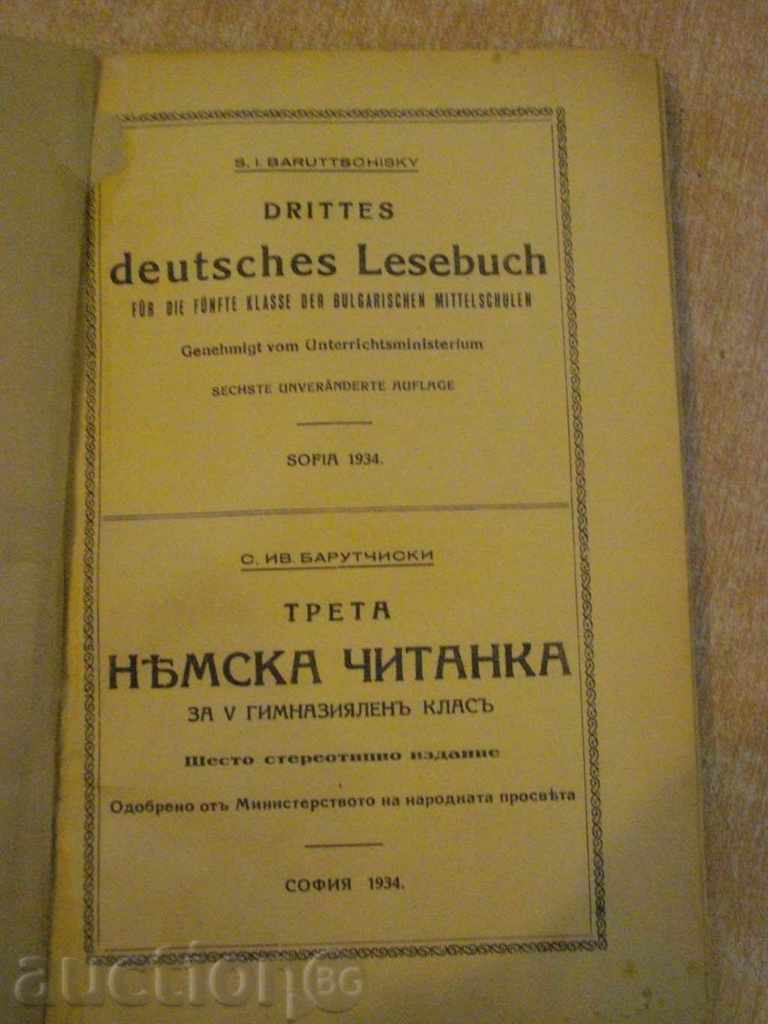 S. I. BARUTTSCHISKY
DRITTES
deutsches Lesebuch
FÜR DIE FÜNFTE KLASSE DER BULGARISCHEN MITTELSCHULEN
Genehmigt vom Unterrichtsministerium
SECHSTE UNVERÄNDERTE AUFLAGE
SOFIA 1934.
С. ИВ. БАРУТЧИСКИ
ТРЕТА
НѢМСКА ЧИТАНКА
ЗА V ГИМНАЗИЯЛЕНЪ КЛАСЪ
Шесто стереотипно издание
Одобрено отъ Министерството на народната просвѣта
СОФИЯ 1934.
auctionBG